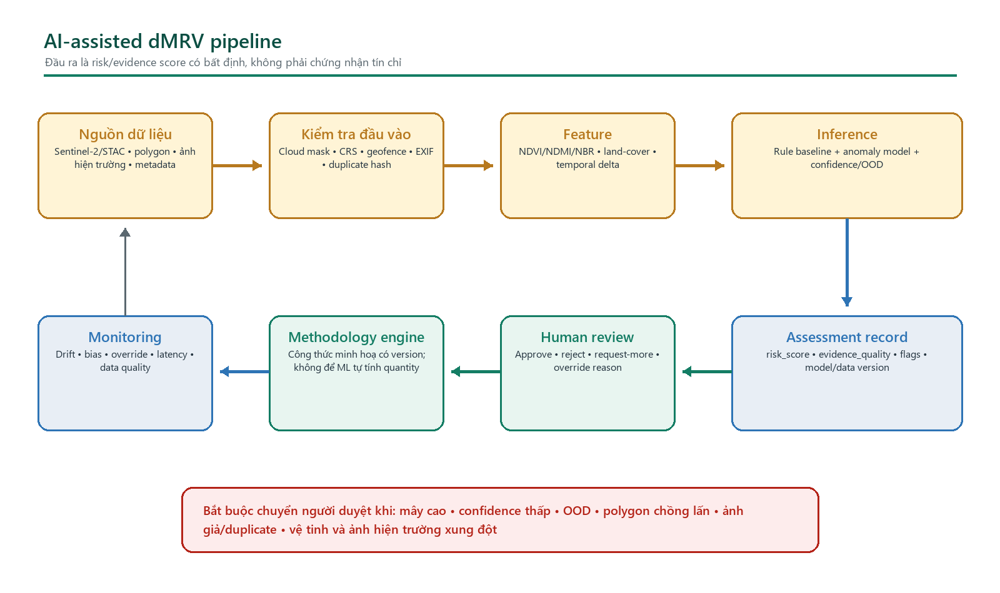 AI-assisted dMRV pipeline
Đầu ra là risk/evidence score có bất định, không phải chứng nhận tín chỉ
Nguồn dữ liệu
Sentinel-2/STAC • polygon • ảnh
hiện trường • metadata
Kiểm tra đầu vào
Cloud mask • CRS • geofence • EXIF
• duplicate hash
Feature
NDVI/NDMI/NBR • land-cover •
temporal delta
Inference
Rule baseline + anomaly model +
confidence/OOD
Monitoring
Drift • bias • override • latency •
data quality
Methodology engine
Công thức minh hoạ có version;
không để ML tự tính quantity
Human review
Approve • reject • request-more •
override reason
Assessment record
risk_score • evidence_quality • flags •
model/data version
Bắt buộc chuyển người duyệt khi: mây cao • confidence thấp • OOD • polygon chồng lấn • ảnh
giả/duplicate • vệ tinh và ảnh hiện trường xung đột